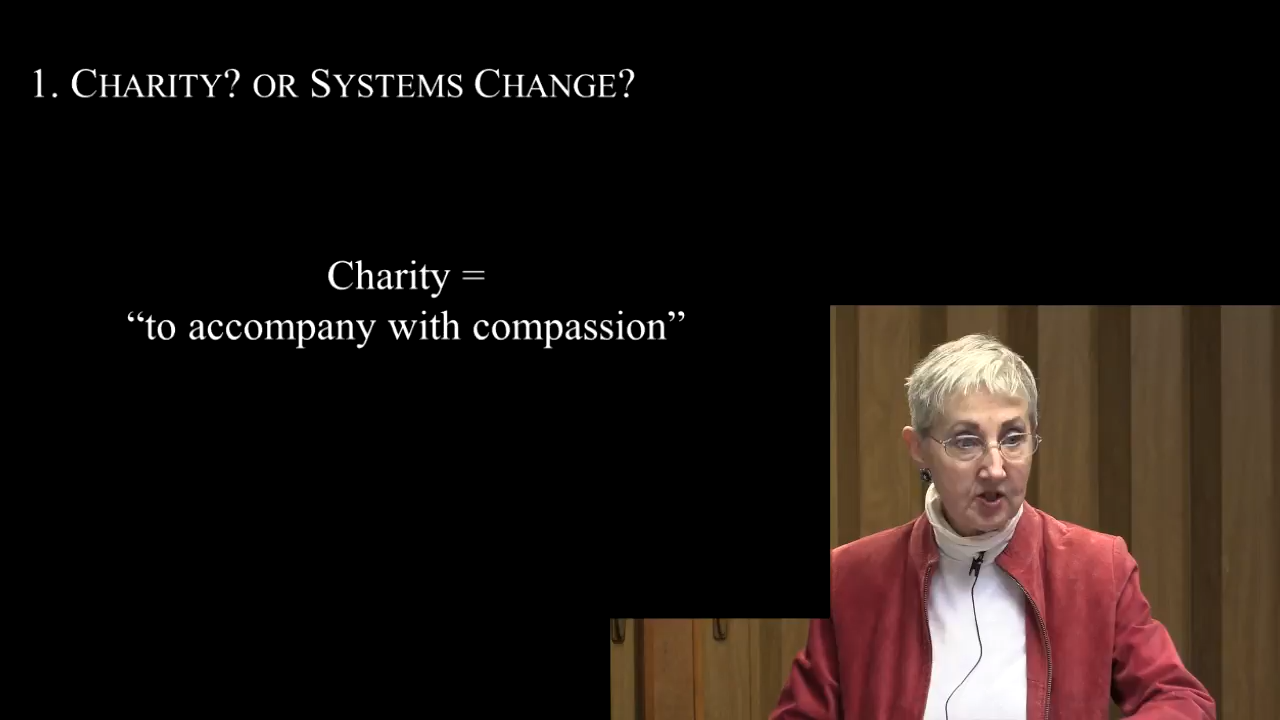 1. CHARITY? OR SYSTEMS CHANGE?
Charity =
“to accompany with compassion”